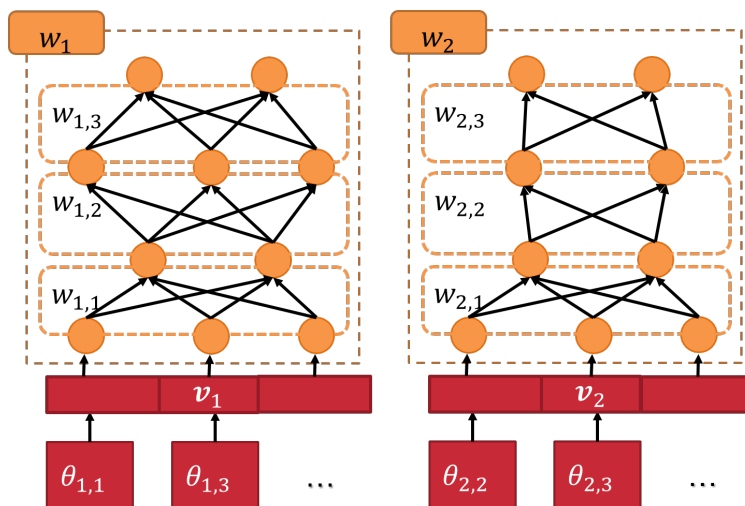 w₁
w₂
w₁,₃
w₂,₃
w₁,₂
w₂,₂
w₁,₁
w₂,₁
v₁
v₂
θ₁,₁
θ₁,₃
...
θ₂,₂
θ₂,₃
...